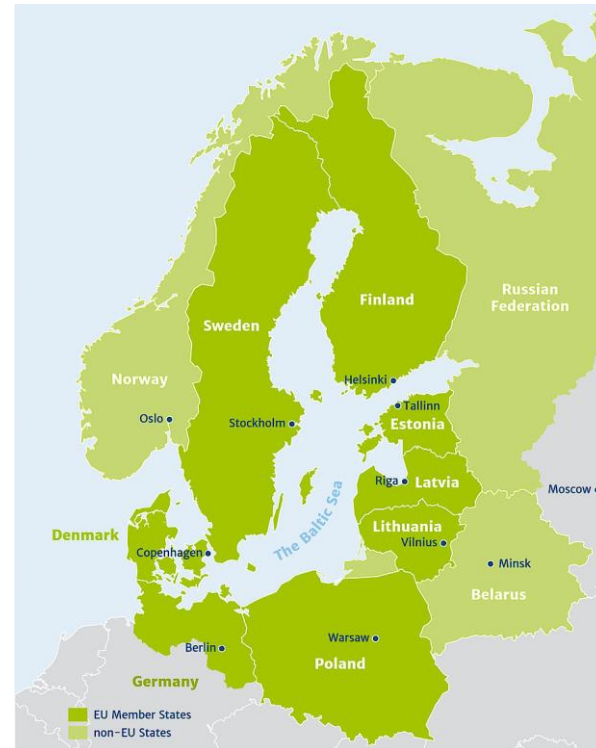 Finland
Russian
Federation
Sweden
Norway
Helsinki
Oslo
Stockholm
Tallinn
Estonia
Riga
Latvia
Moscow
The Baltic Sea
Lithuania
Vilnius
Denmark
Copenhagen
Minsk
Belarus
Warsaw
Berlin
Poland
Germany
EU Member States
non-EU States